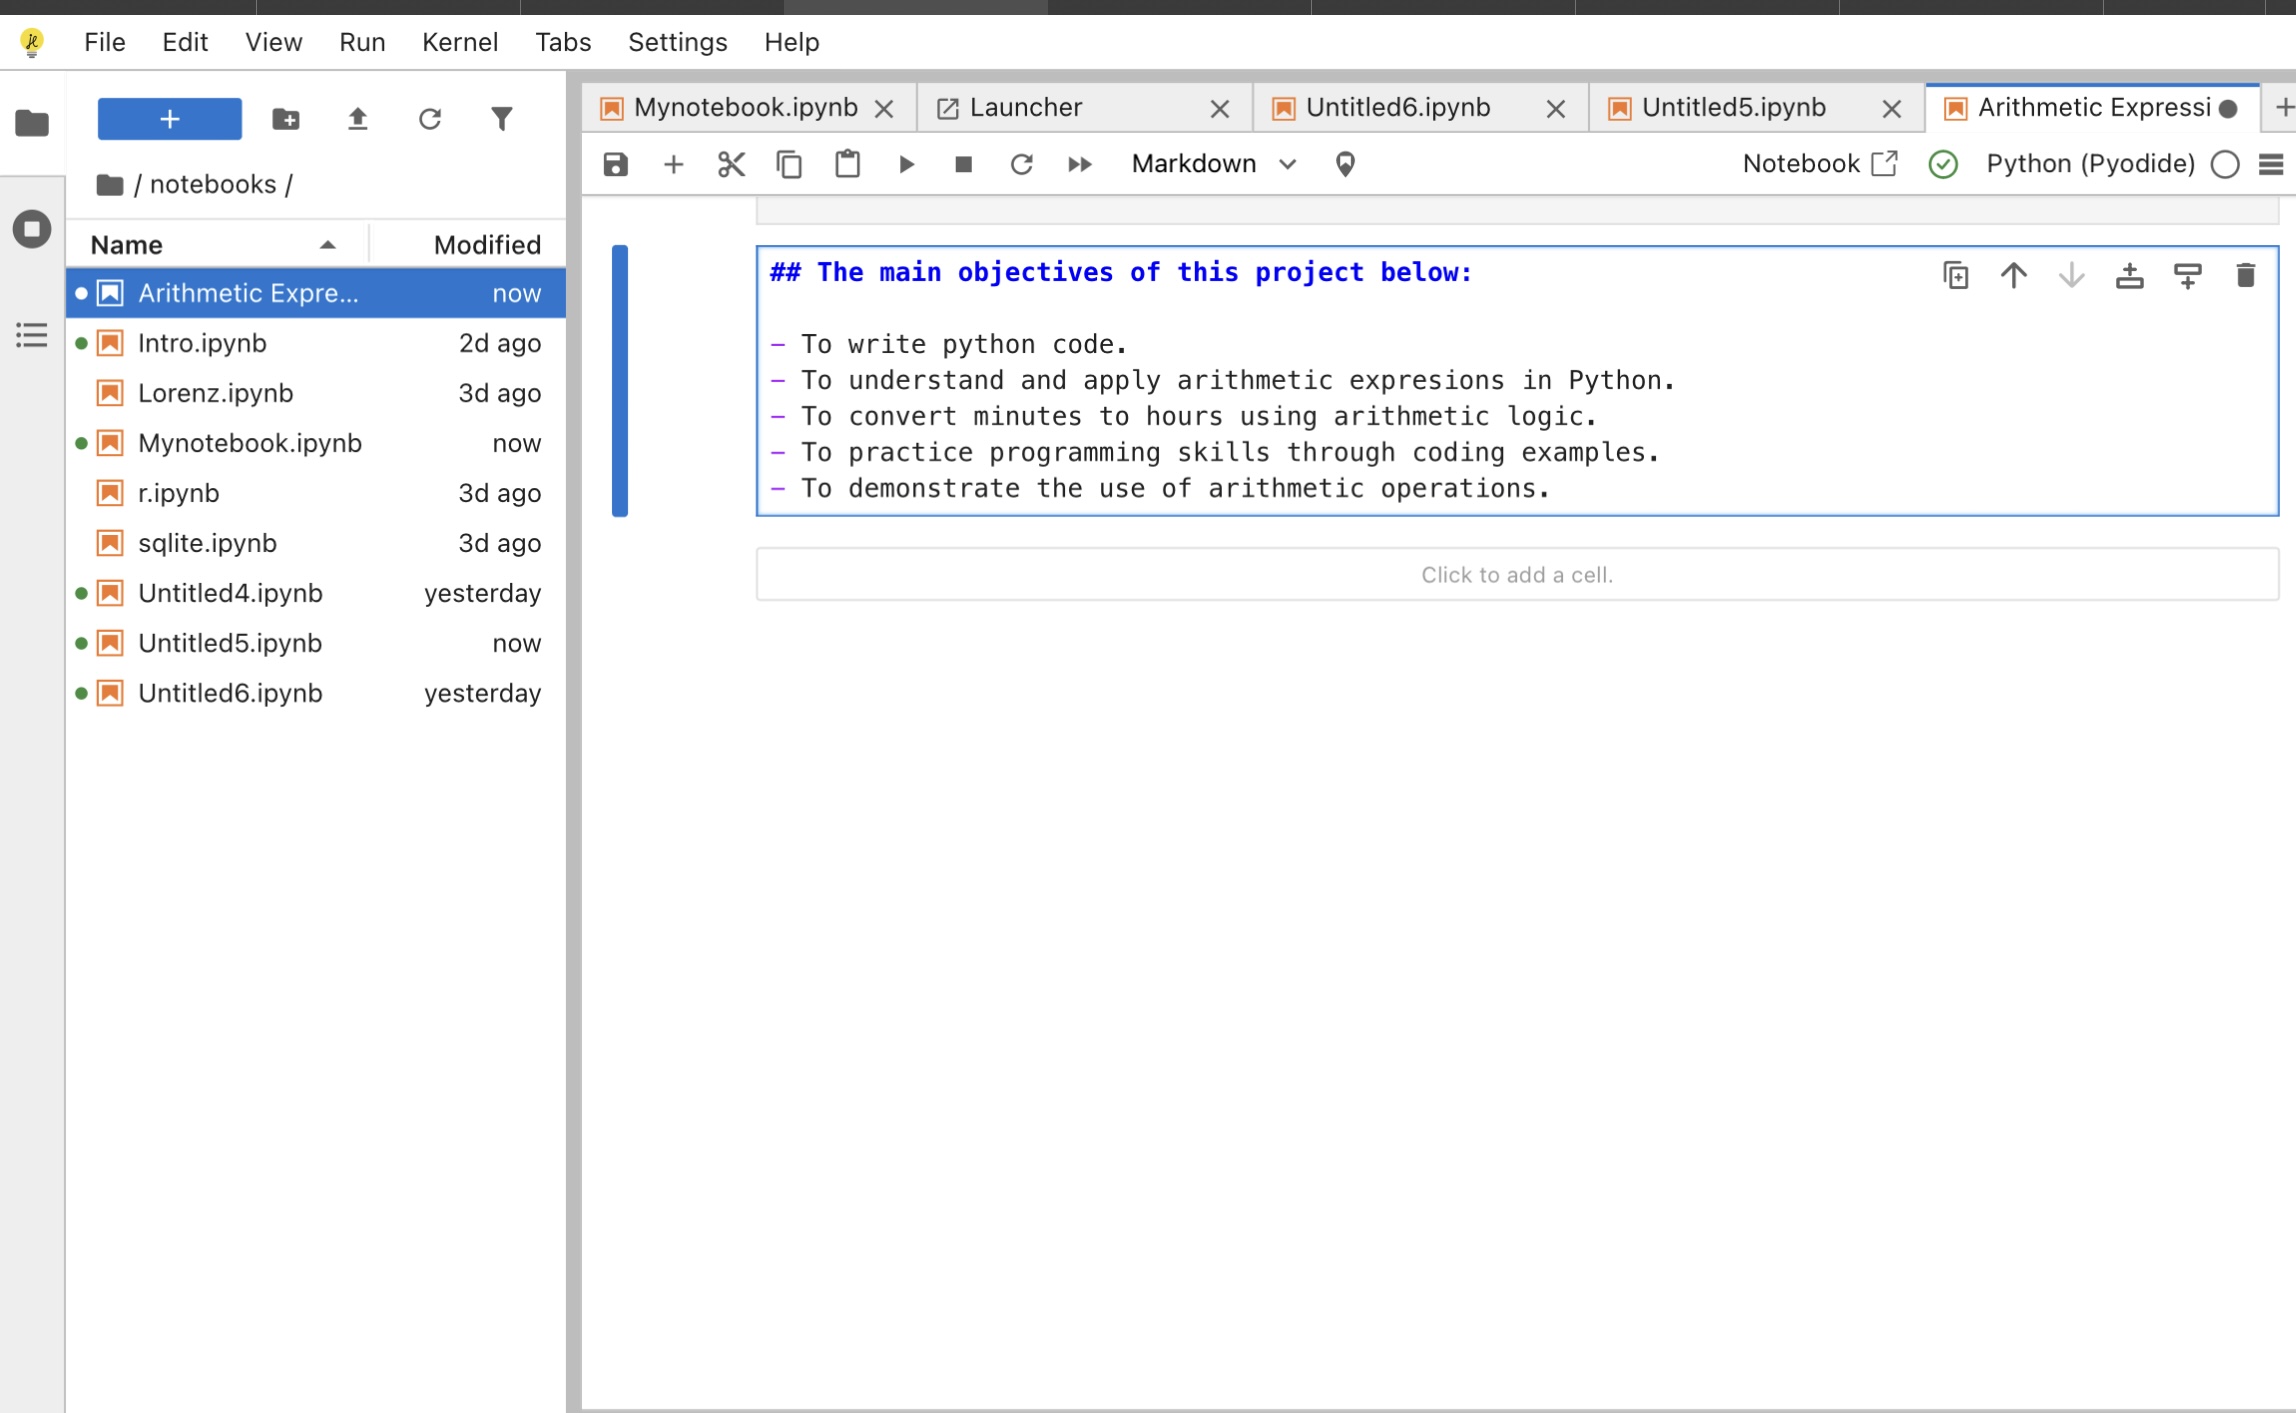 File Edit View Run Kernel Tabs Settings Help
+
/ notebooks /
Name Modified
Arithmetic Expre... now
Intro.ipynb 2d ago
Lorenz.ipynb 3d ago
Mynotebook.ipynb now
r.ipynb 3d ago
sqlite.ipynb 3d ago
Untitled4.ipynb yesterday
Untitled5.ipynb now
Untitled6.ipynb yesterday
Mynotebook.ipynb Launcher Untitled6.ipynb Untitled5.ipynb Arithmetic Expressi
Markdown Notebook Python (Pyodide)
## The main objectives of this project below:
- To write python code.
- To understand and apply arithmetic expresions in Python.
- To convert minutes to hours using arithmetic logic.
- To practice programming skills through coding examples.
- To demonstrate the use of arithmetic operations.
Click to add a cell.